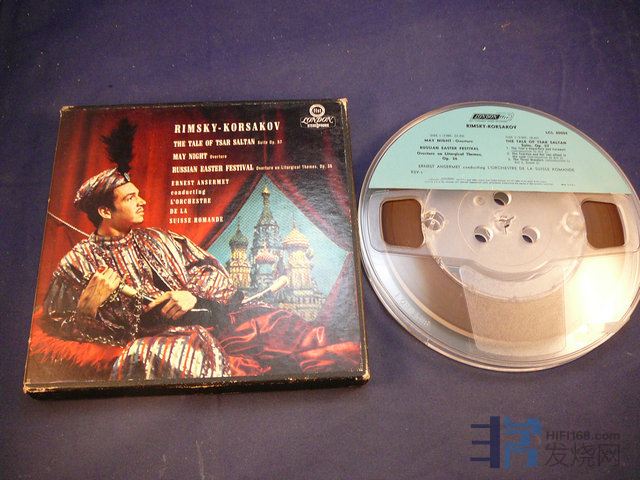 LONDON
RIMSKY-KORSAKOV
THE TALE OF TSAR SALTAN Suite Op. 57
MAY NIGHT Overture
RUSSIAN EASTER FESTIVAL Overture on Liturgical Themes, Op. 36
ERNEST ANSERMET
conducting
L'ORCHESTRE
DE LA
SUISSE ROMANDE
LONDON
RIMSKY-KORSAKOV
MAY NIGHT - Overture
RUSSIAN EASTER FESTIVAL
Overture on Liturgical Themes,
Op. 36
THE TALE OF TSAR SALTAN
Suite, Op. 57
ERNEST ANSERMET conducting L'ORCHESTRE DE LA SUISSE ROMANDE
HIFI168.com
发烧网